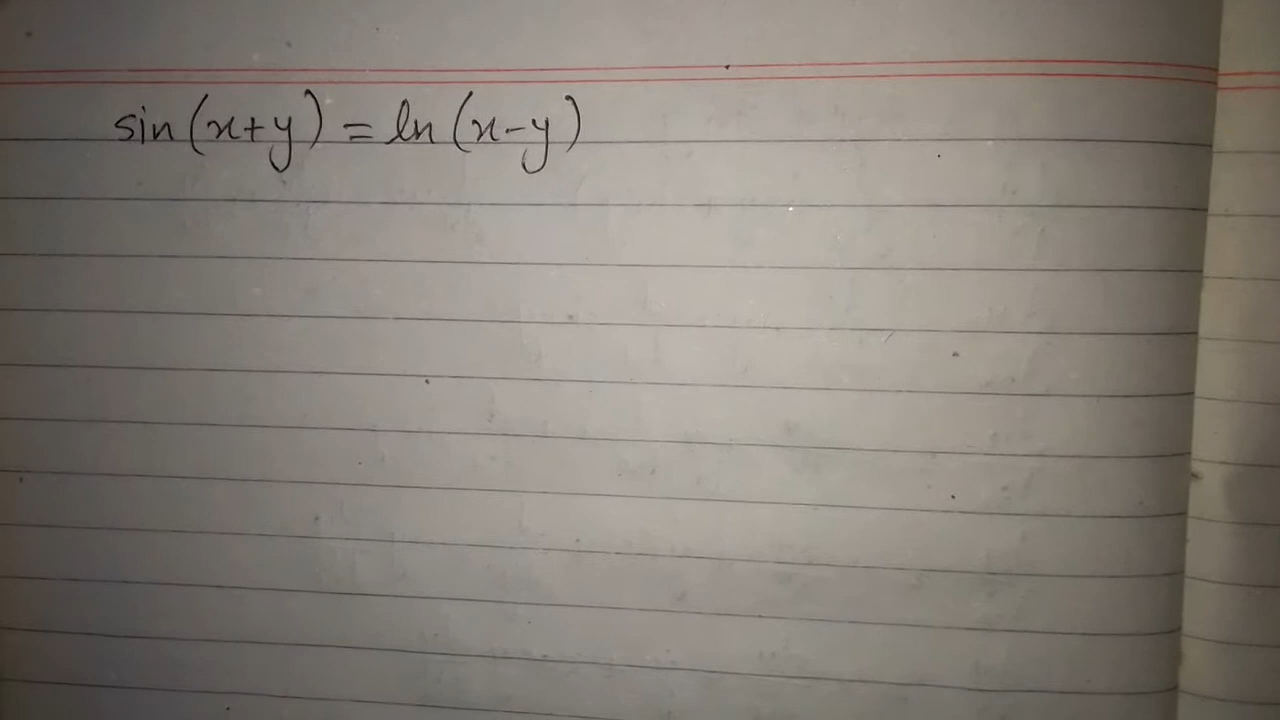 sin(x+y) = ln(x-y)